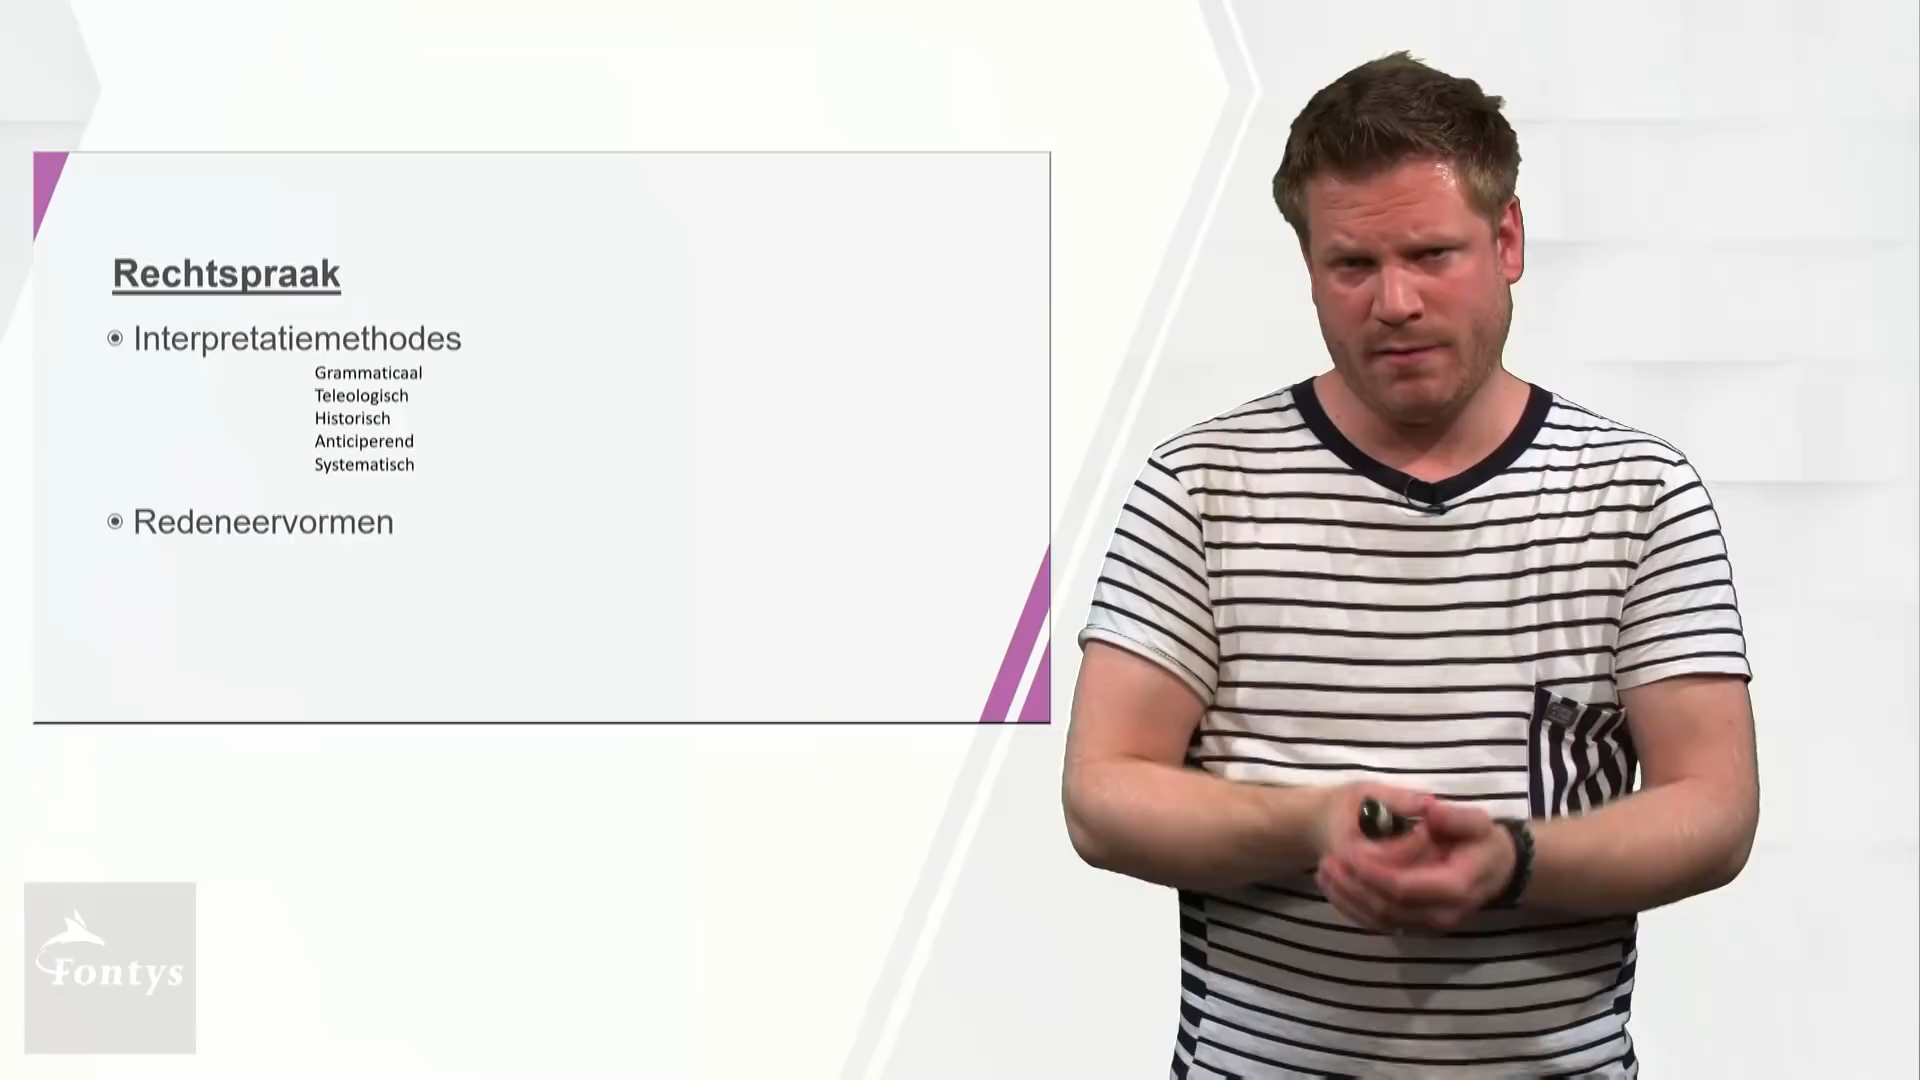 Rechtspraak
Interpretatiemethodes
Grammaticaal
Teleologisch
Historisch
Anticiperend
Systematisch
Redeneervormen
Fontys